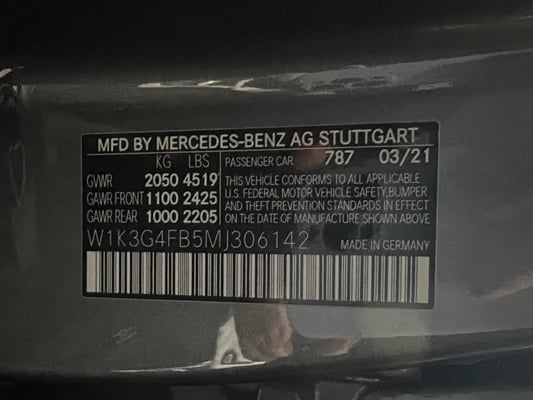 MFD BY MERCEDES-BENZ AG STUTTGART
KG LBS
PASSENGER CAR 787 03/21
GVWR 2050 4519
GAWR FRONT 1100 2425
GAWR REAR 1000 2205
THIS VEHICLE CONFORMS TO ALL APPLICABLE
U.S. FEDERAL MOTOR VEHICLE SAFETY,BUMPER
AND THEFT PREVENTION STANDARDS IN EFFECT
ON DATE OF MANUFACTURE SHOWN ABOVE.
W1K3G4FB5MJ306142
MADE IN GERMANY